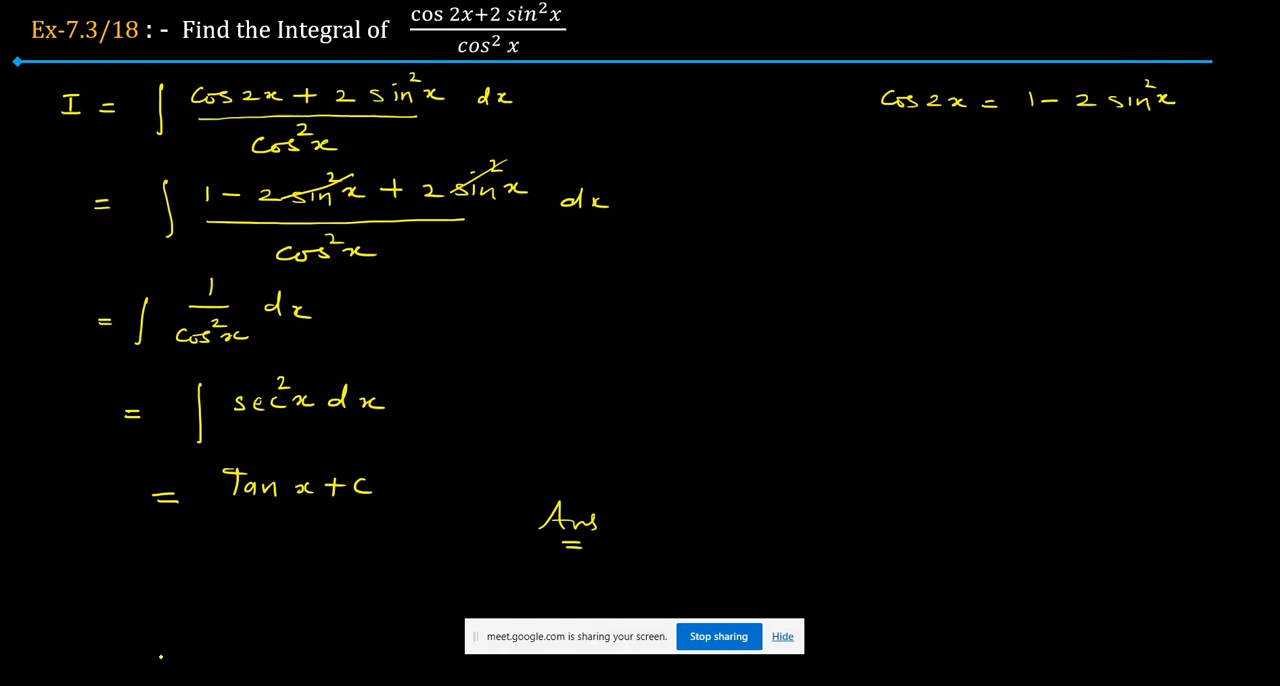 Ex-7.3/18 : - Find the Integral of (cos 2x+2 sin²x)/(cos² x)
I = ∫ (cos 2x + 2 sin²x)/(cos²x) dx
cos 2x = 1 - 2 sin²x
= ∫ (1 - 2 sin²x + 2 sin²x)/(cos²x) dx
= ∫ 1/(cos²x) dx
= ∫ sec²x dx
= Tan x + c
Ans
meet.google.com is sharing your screen. Stop sharing Hide